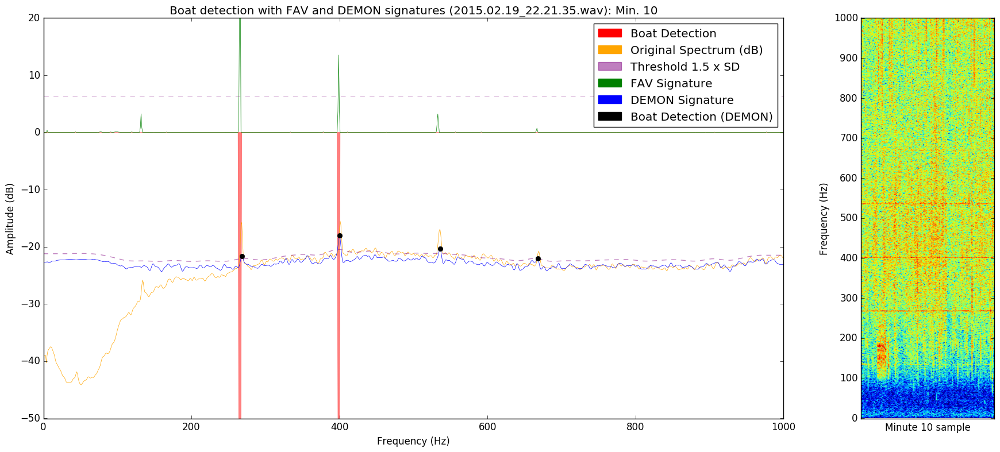 Boat detection with FAV and DEMON signatures (2015.02.19_22.21.35.wav): Min. 10
Boat Detection
Original Spectrum (dB)
Threshold 1.5 x SD
FAV Signature
DEMON Signature
Boat Detection (DEMON)
Amplitude (dB)
20
10
0
−10
−20
−30
−40
−50
0
200
400
600
800
1000
Frequency (Hz)
Frequency (Hz)
1000
900
800
700
600
500
400
300
200
100
0
Minute 10 sample